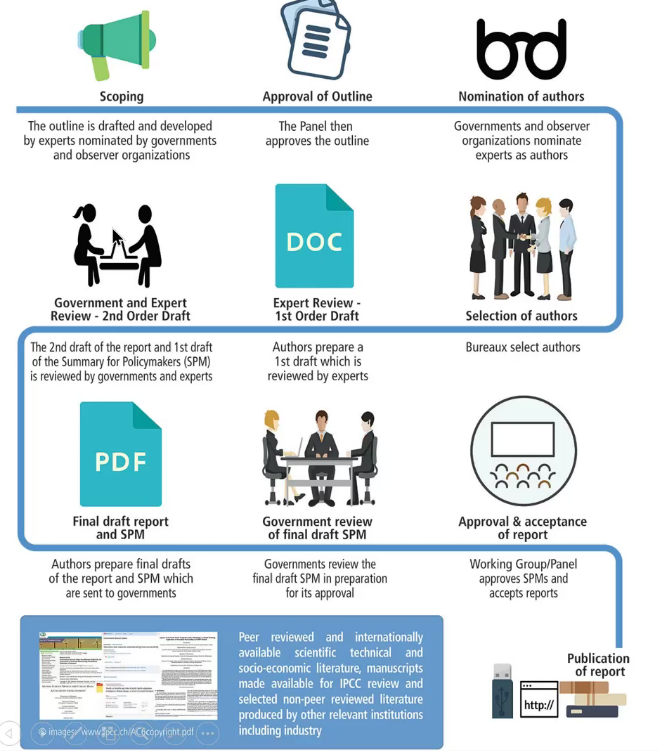 Scoping
Approval of Outline
Nomination of authors
The outline is drafted and developed
by experts nominated by governments
and observer organizations
The Panel then
approves the outline
Governments and observer
organizations nominate
experts as authors
DOC
Government and Expert
Review - 2nd Order Draft
Expert Review -
1st Order Draft
Selection of authors
The 2nd draft of the report and 1st draft
of the Summary for Policymakers (SPM)
is reviewed by governments and experts
Authors prepare a
1st draft which is
reviewed by experts
Bureaux select authors
PDF
Final draft report
and SPM
Government review
of final draft SPM
Approval & acceptance
of report
Authors prepare final drafts
of the report and SPM which
are sent to governments
Governments review the
final draft SPM in preparation
for its approval
Working Group/Panel
approves SPMs and
accepts reports
Peer reviewed and internationally
available scientific technical and
socio-economic literature, manuscripts
made available for IPCC review and
selected non-peer reviewed literature
produced by other relevant institutions
including industry
Publication
of report
http://